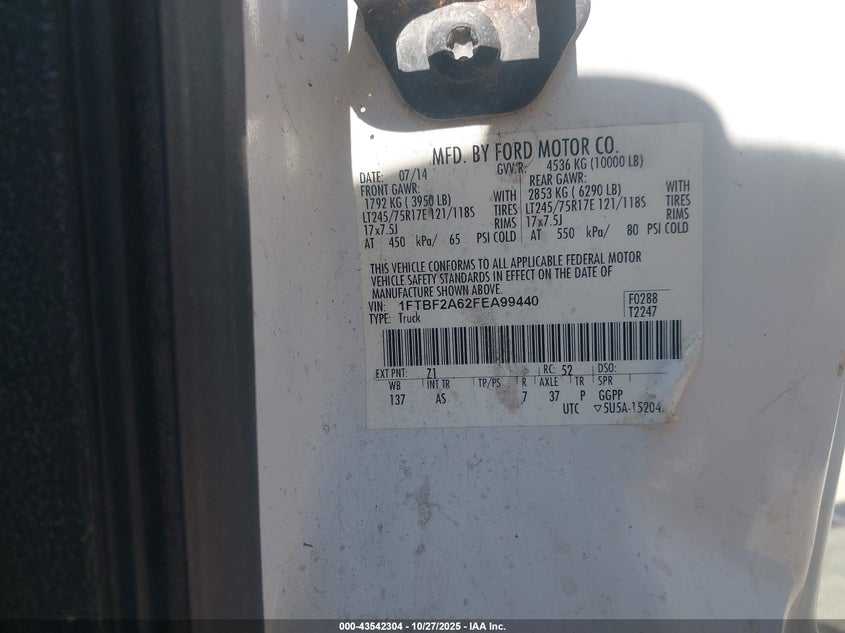 MFD. BY FORD MOTOR CO.
DATE: 07/14 GVWR: 4536 KG (10000 LB)
FRONT GAWR: REAR GAWR:
1792 KG ( 3950 LB) WITH 2853 KG ( 6290 LB) WITH
LT245/75R17E 121/118S TIRES LT245/75R17E 121/118S TIRES
17x7.5J RIMS 17x7.5J RIMS
AT 450 kPa/ 65 PSI COLD AT 550 kPa/ 80 PSI COLD
THIS VEHICLE CONFORMS TO ALL APPLICABLE FEDERAL MOTOR
VEHICLE SAFETY STANDARDS IN EFFECT ON THE DATE OF
MANUFACTURE SHOWN ABOVE.
VIN: 1FTBF2A62FEA99440 F0288
TYPE: Truck T2247
EXT PNT: Z1 RC: 52 DSO:
WB INT TR TP/PS R AXLE TR SPR
137 AS 7 37 P GGPP
UTC ▽5U5A-15204
000-43542304 | 10/27/2025 | IAA Inc.